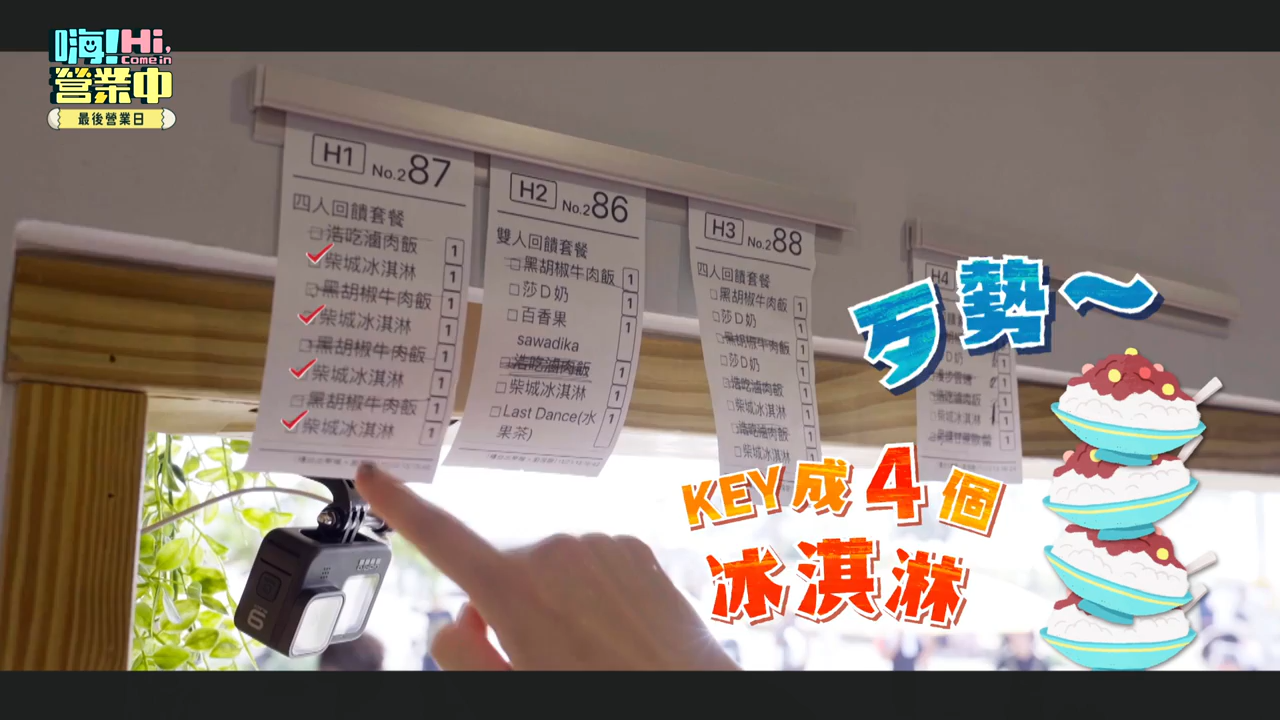 嗨!Hi,
Come in
營業中
最後營業日
H1 No.287
四人回饋套餐
□浩吃滷肉飯 1
□柴城冰淇淋 1
□黑胡椒牛肉飯 1
□柴城冰淇淋 1
□黑胡椒牛肉飯 1
□柴城冰淇淋 1
□黑胡椒牛肉飯 1
□柴城冰淇淋 1
H2 No.286
雙人回饋套餐
□黑胡椒牛肉飯 1
□莎D奶 1
□百香果 1
sawadika
□浩吃滷肉飯 1
□柴城冰淇淋 1
□Last Dance(水 1
果茶)
H3 No.288
四人回饋套餐
□黑胡椒牛肉飯 1
□莎D奶 1
□黑胡椒牛肉飯 1
□莎D奶 1
□浩吃滷肉飯 1
□柴城冰淇淋 1
□浩吃滷肉飯 1
□柴城冰淇淋 1
H4
ㄞ勢～
KEY成4個
冰淇淋